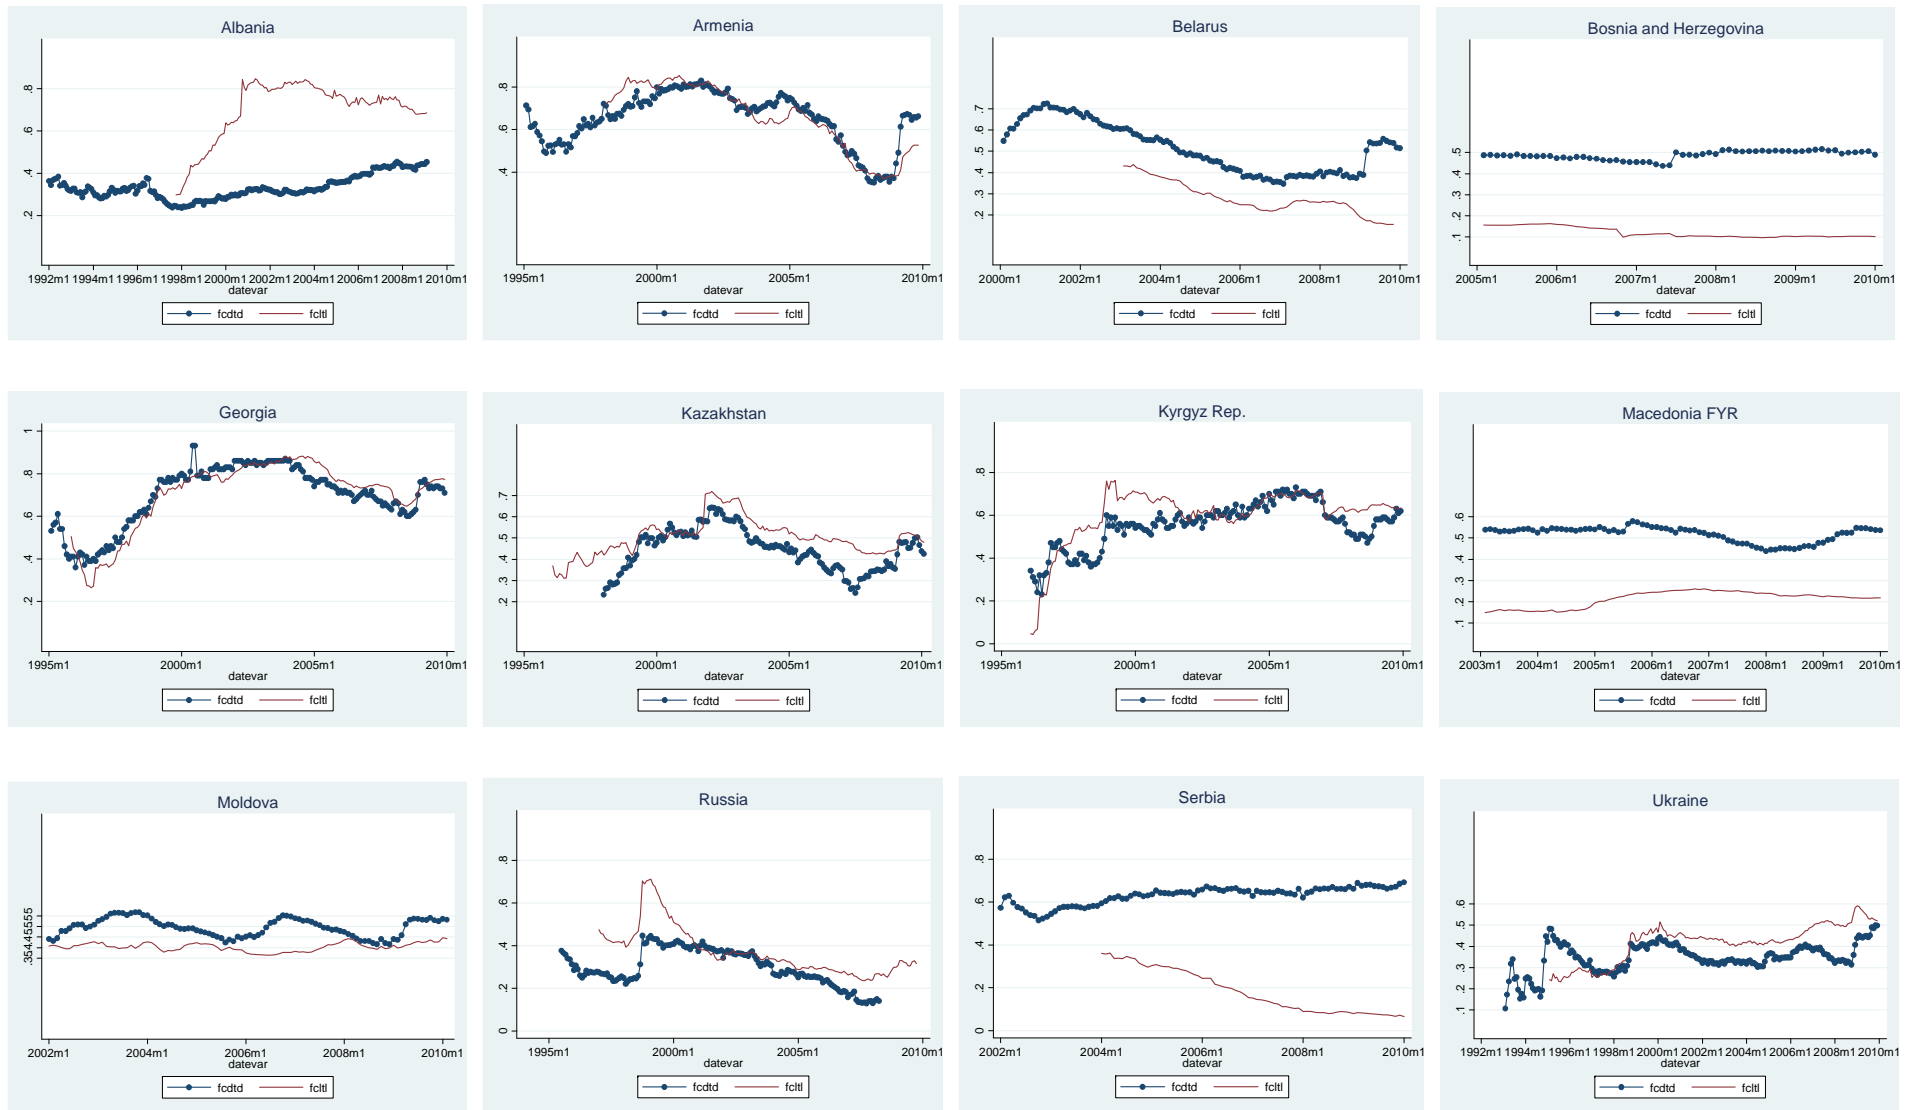 Albania
.8
.6
.4
.2
1992m1 1994m1 1996m1 1998m1 2000m1 2002m1 2004m1 2006m1 2008m1 2010m1
datevar
fcdtd fcltl
Armenia
.8
.6
.4
1995m1 2000m1 2005m1 2010m1
datevar
fcdtd fcltl
Belarus
.7
.6
.5
.4
.3
.2
2000m1 2002m1 2004m1 2006m1 2008m1 2010m1
datevar
fcdtd fcltl
Bosnia and Herzegovina
.5
.4
.3
.2
.1
2005m1 2006m1 2007m1 2008m1 2009m1 2010m1
datevar
fcdtd fcltl
Georgia
1
.8
.6
.4
.2
1995m1 2000m1 2005m1 2010m1
datevar
fcdtd fcltl
Kazakhstan
.7
.6
.5
.4
.3
.2
1995m1 2000m1 2005m1 2010m1
datevar
fcdtd fcltl
Kyrgyz Rep.
.8
.6
.4
.2
0
1995m1 2000m1 2005m1 2010m1
datevar
fcdtd fcltl
Macedonia FYR
.6
.5
.4
.3
.2
.1
2003m1 2004m1 2005m1 2006m1 2007m1 2008m1 2009m1 2010m1
datevar
fcdtd fcltl
Moldova
.55
.5
.45
.4
.35
2002m1 2004m1 2006m1 2008m1 2010m1
datevar
fcdtd fcltl
Russia
.8
.6
.4
.2
0
1995m1 2000m1 2005m1 2010m1
datevar
fcdtd fcltl
Serbia
.8
.6
.4
.2
0
2002m1 2004m1 2006m1 2008m1 2010m1
datevar
fcdtd fcltl
Ukraine
.6
.5
.4
.3
.2
.1
1992m1 1994m1 1996m1 1998m1 2000m1 2002m1 2004m1 2006m1 2008m1 2010m1
datevar
fcdtd fcltl